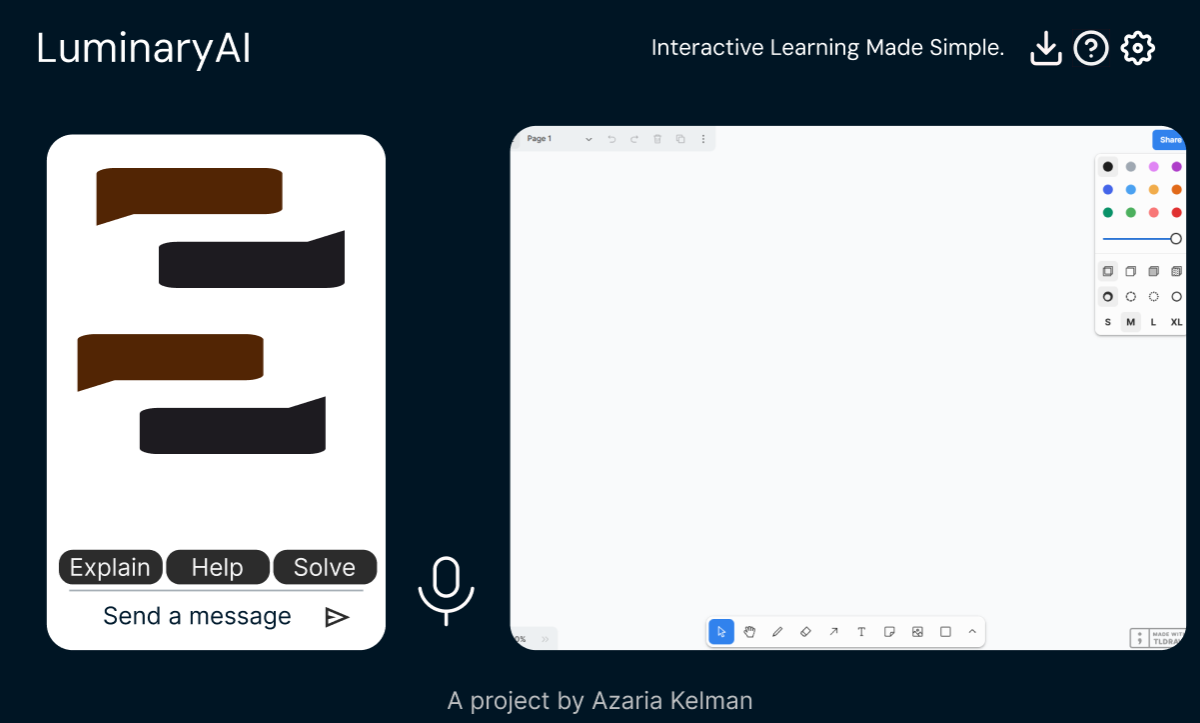 LuminaryAI
Interactive Learning Made Simple.
Page 1
Share
S M L XL
Explain Help Solve
Send a message
0%
MADE WITH
TLDRAW
A project by Azaria Kelman